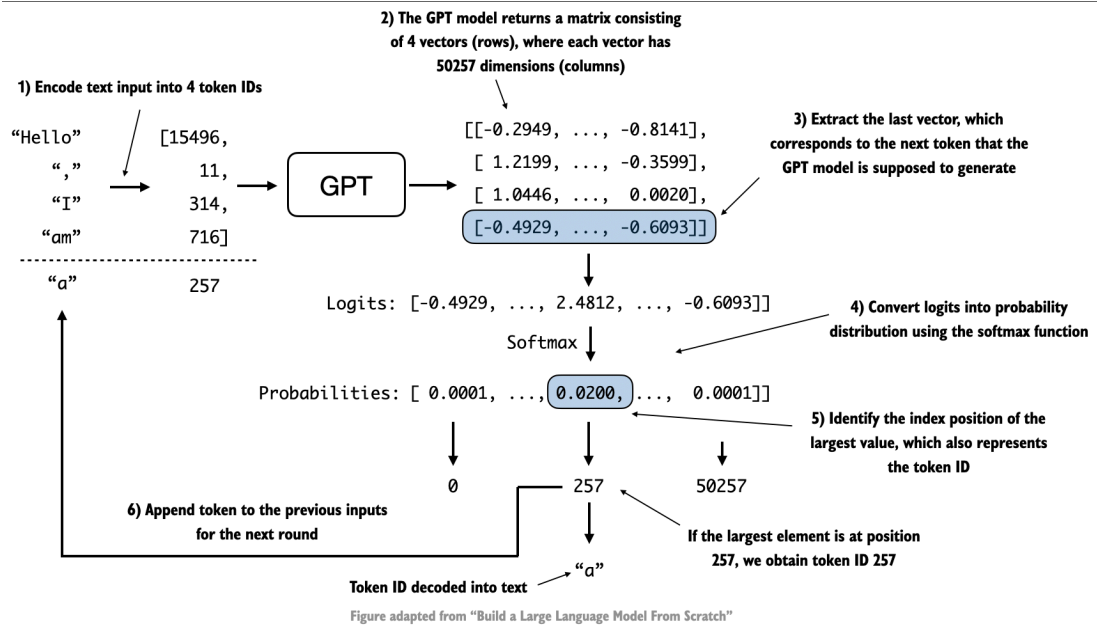 2) The GPT model returns a matrix consisting
of 4 vectors (rows), where each vector has
50257 dimensions (columns)
1) Encode text input into 4 token IDs
“Hello” [15496,
“,” 11,
“I” 314,
“am” 716]
“a” 257
GPT
[[-0.2949, ..., -0.8141],
[ 1.2199, ..., -0.3599],
[ 1.0446, ..., 0.0020],
[-0.4929, ..., -0.6093]]
3) Extract the last vector, which
corresponds to the next token that the
GPT model is supposed to generate
Logits: [-0.4929, ..., 2.4812, ..., -0.6093]]
4) Convert logits into probability
distribution using the softmax function
Softmax
Probabilities: [ 0.0001, ..., 0.0200, ..., 0.0001]]
5) Identify the index position of the
largest value, which also represents
the token ID
0 257 50257
6) Append token to the previous inputs
for the next round
If the largest element is at position
257, we obtain token ID 257
“a”
Token ID decoded into text
Figure adapted from “Build a Large Language Model From Scratch”